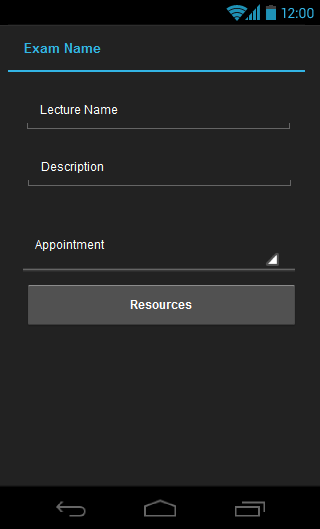 12:00
Exam Name
Lecture Name
Description
Appointment
Resources